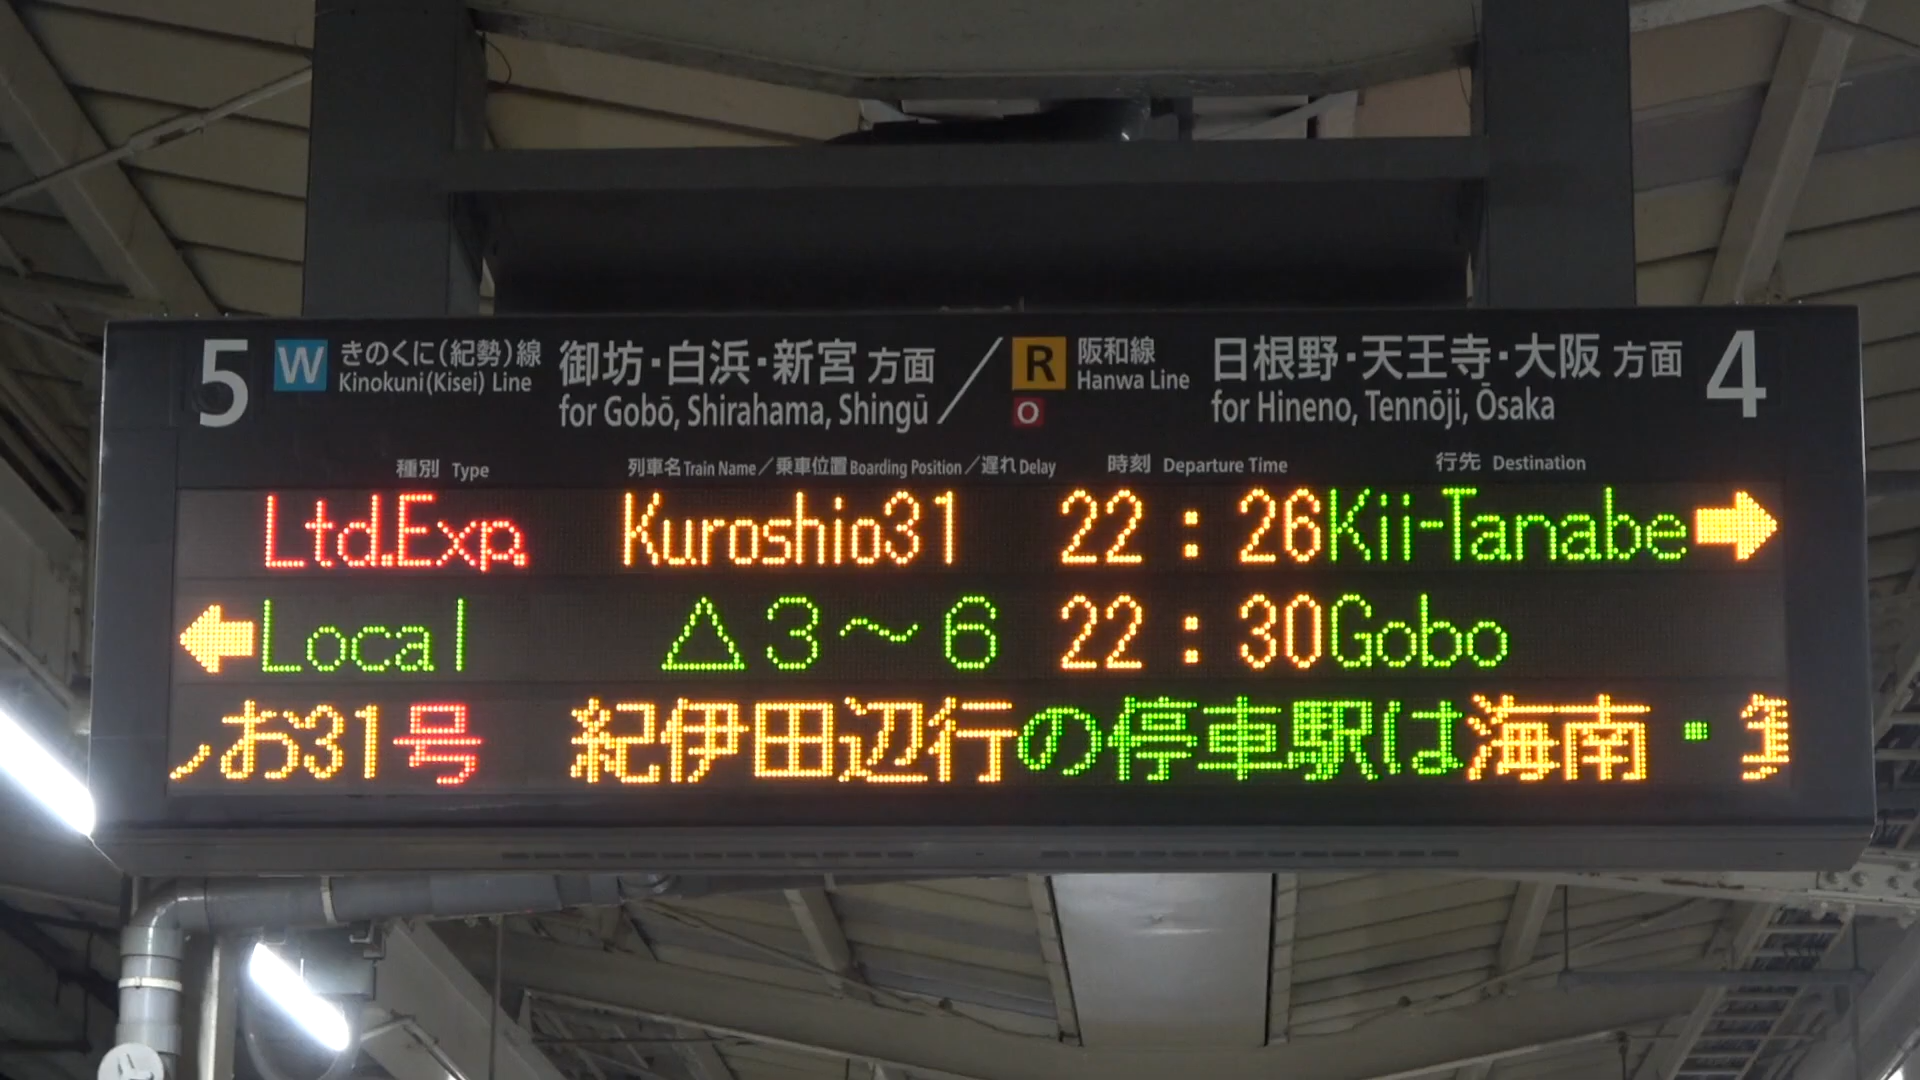 5 W きのくに(紀勢)線 御坊・白浜・新宮 方面 ／ R 阪和線 日根野・天王寺・大阪 方面 4
Kinokuni(Kisei) Line for Gobō, Shirahama, Shingū O Hanwa Line for Hineno, Tennōji, Ōsaka
種別 Type 列車名 Train Name／乗車位置 Boarding Position／遅れ Delay 時刻 Departure Time 行先 Destination
Ltd.Exp. Kuroshio31 22:26 Kii-Tanabe →
← Local △3～6 22:30 Gobo
お31号 紀伊田辺行の停車駅は海南・